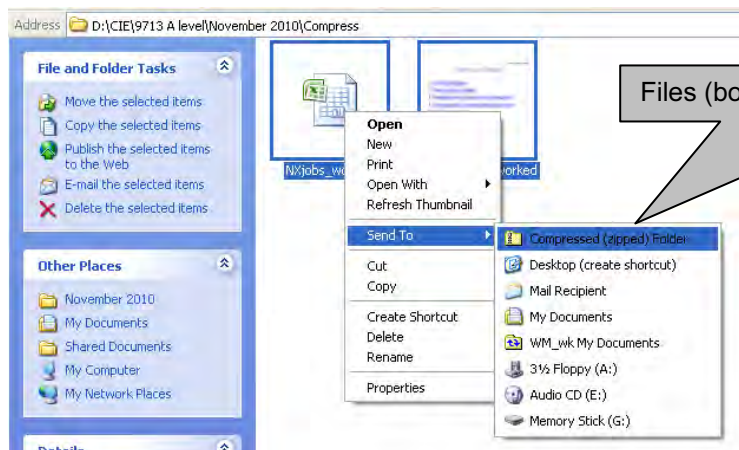 Address D:\CIE\9713 A level\November 2010\Compress
File and Folder Tasks
Move the selected items
Copy the selected items
Publish the selected items
to the Web
E-mail the selected items
Delete the selected items
Other Places
November 2010
My Documents
Shared Documents
My Computer
My Network Places
Details
NXjobs_wo
orked
Open
New
Print
Open With
Refresh Thumbnail
Send To
Cut
Copy
Create Shortcut
Delete
Rename
Properties
Compressed (zipped) Folder
Desktop (create shortcut)
Mail Recipient
My Documents
WM_wk My Documents
3½ Floppy (A:)
Audio CD (E:)
Memory Stick (G:)
Files (bo